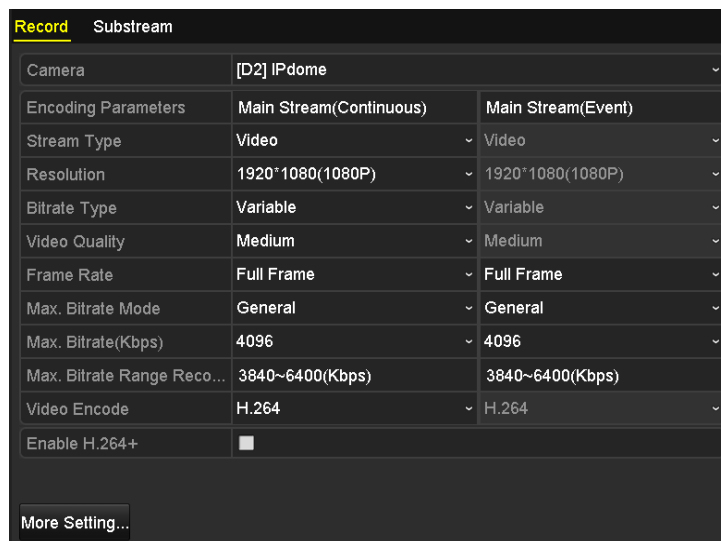 Record Substream
Camera [D2] IPdome
Encoding Parameters Main Stream(Continuous) Main Stream(Event)
Stream Type Video Video
Resolution 1920*1080(1080P) 1920*1080(1080P)
Bitrate Type Variable Variable
Video Quality Medium Medium
Frame Rate Full Frame Full Frame
Max. Bitrate Mode General General
Max. Bitrate(Kbps) 4096 4096
Max. Bitrate Range Reco... 3840~6400(Kbps) 3840~6400(Kbps)
Video Encode H.264 H.264
Enable H.264+
More Setting...